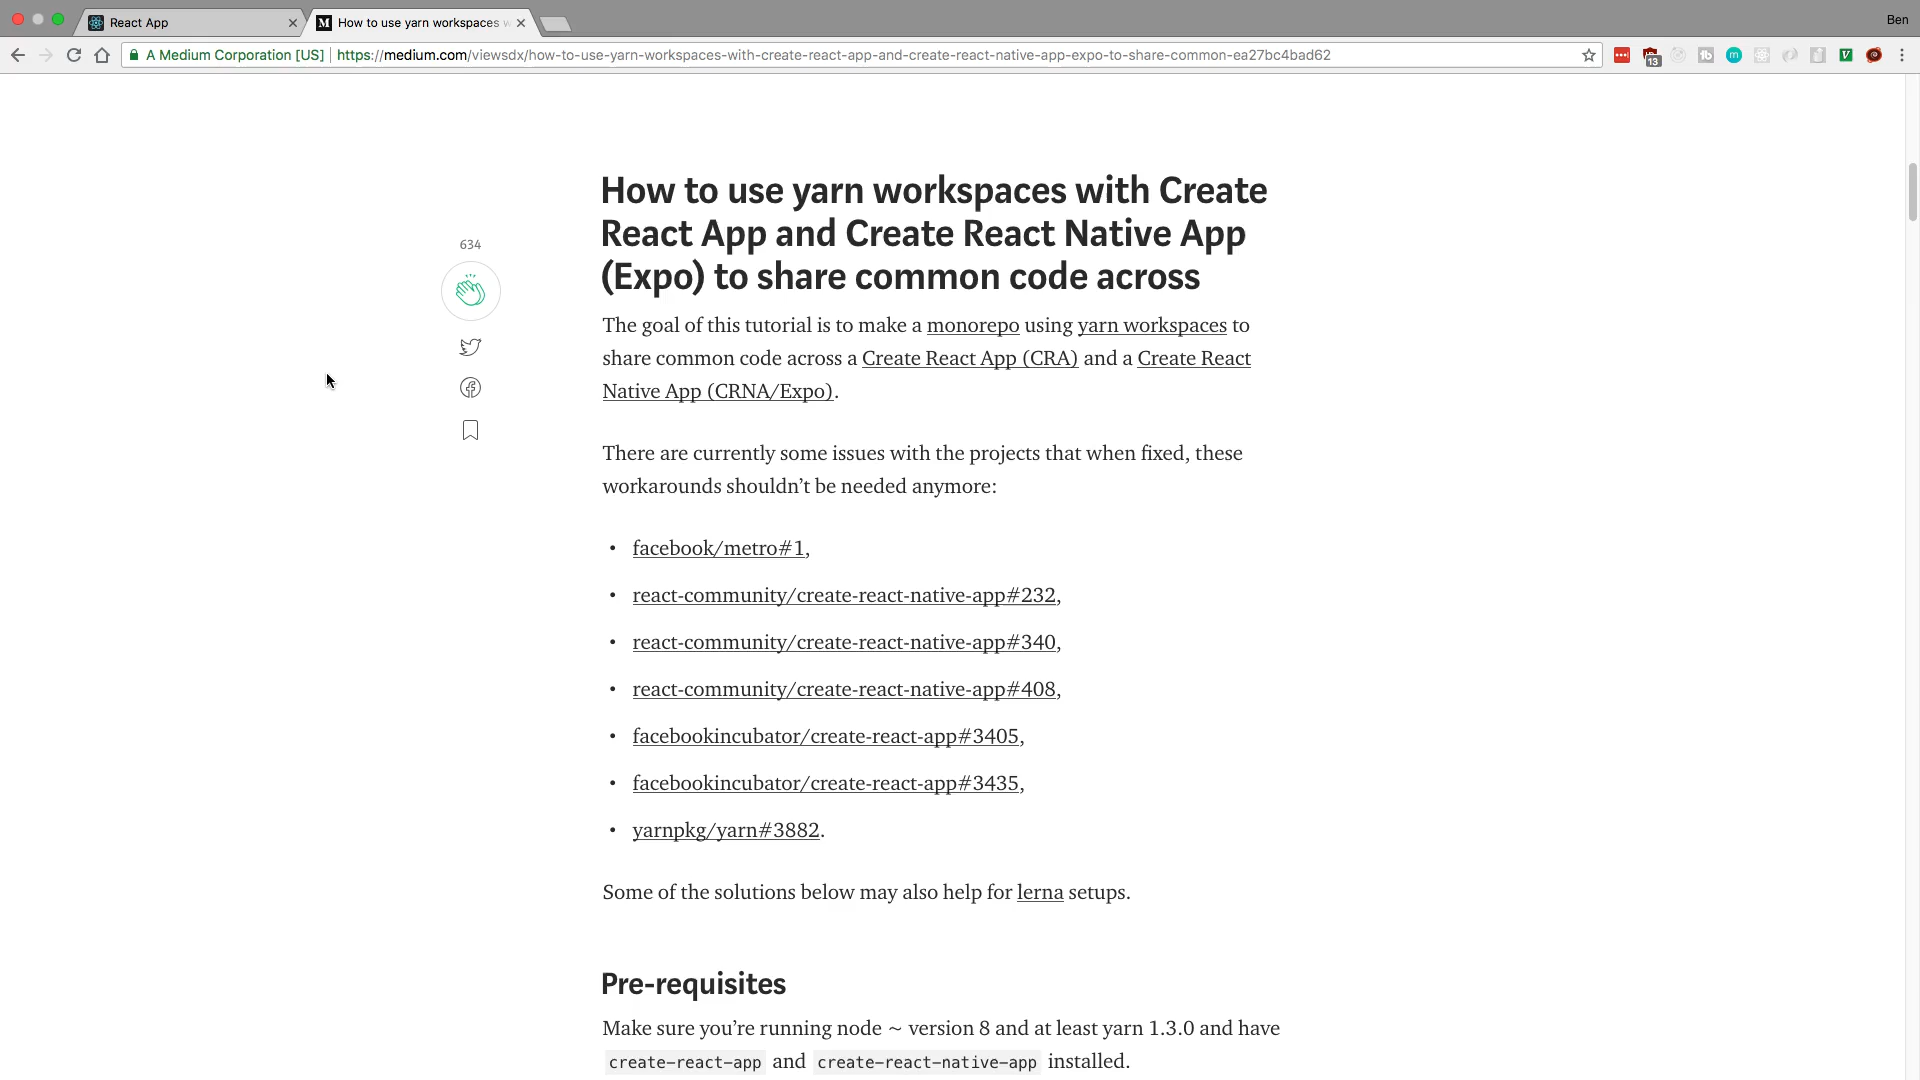 React App
How to use yarn workspaces w
Ben
A Medium Corporation [US]
https://medium.com/viewsdx/how-to-use-yarn-workspaces-with-create-react-app-and-create-react-native-app-expo-to-share-common-ea27bc4bad62
13
How to use yarn workspaces with Create
React App and Create React Native App
(Expo) to share common code across
634
The goal of this tutorial is to make a monorepo using yarn workspaces to
share common code across a Create React App (CRA) and a Create React
Native App (CRNA/Expo).
There are currently some issues with the projects that when fixed, these
workarounds shouldn’t be needed anymore:
• facebook/metro#1,
• react-community/create-react-native-app#232,
• react-community/create-react-native-app#340,
• react-community/create-react-native-app#408,
• facebookincubator/create-react-app#3405,
• facebookincubator/create-react-app#3435,
• yarnpkg/yarn#3882.
Some of the solutions below may also help for lerna setups.
Pre-requisites
Make sure you’re running node ~ version 8 and at least yarn 1.3.0 and have
create-react-app and create-react-native-app installed.